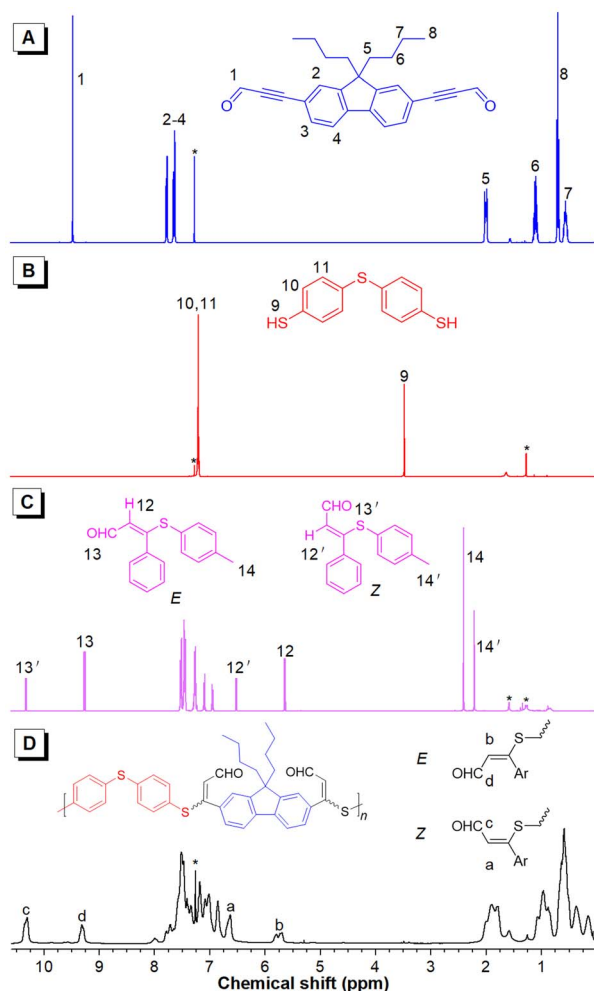 A
1
2-4
*
5
6
8
7
1
O
2
3
4
5
6
7
8
O
B
10,11
*
9
*
11
10
9
HS
S
SH
C
H 12
S 13′
CHO
OHC
13
14
E
H
12′
S
14′
Z
13′
13
12′
12
14
14′
* *
D
S
S
CHO
OHC
S
n
b
S
E
OHC
d
Ar
OHC c
S
Z
a
Ar
c
d
*
a
b
10 9 8 7 6 5 4 3 2 1
Chemical shift (ppm)